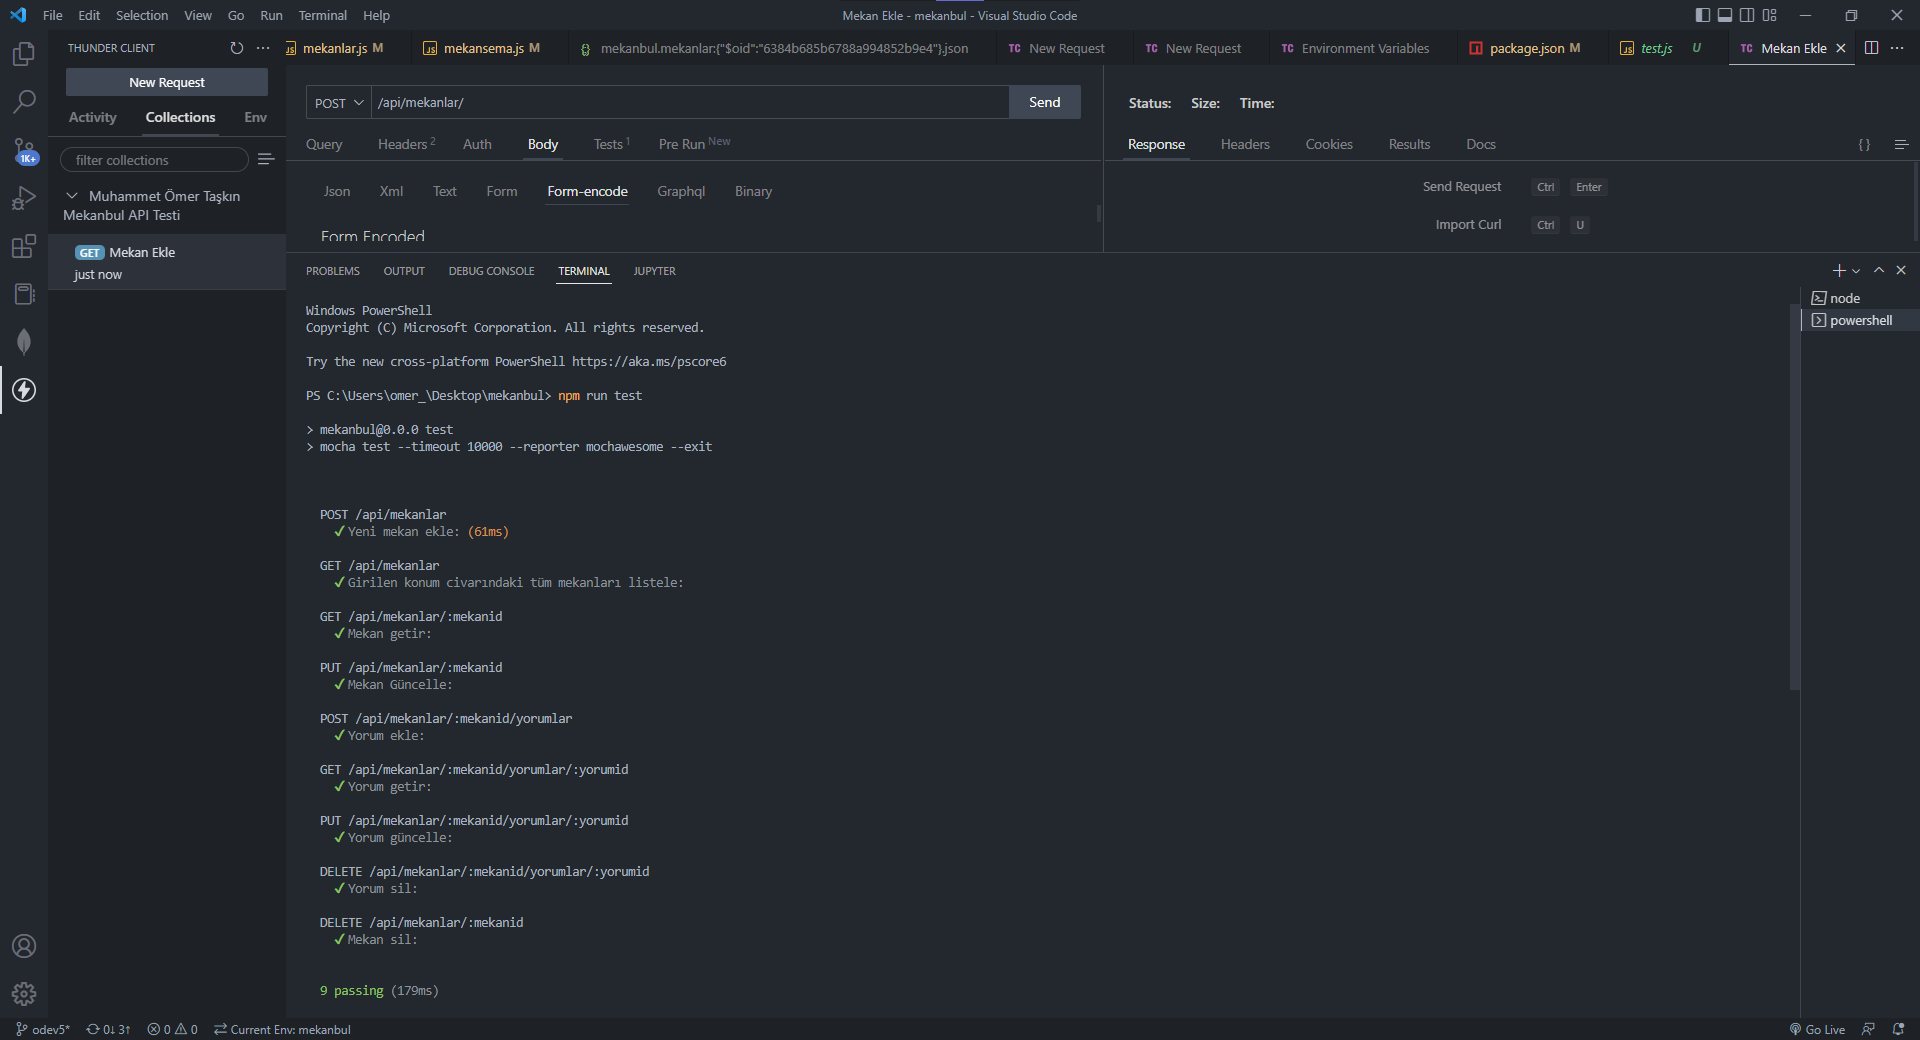 File Edit Selection View Go Run Terminal Help
Mekan Ekle - mekanbul - Visual Studio Code
THUNDER CLIENT
New Request
Activity Collections Env
filter collections
Muhammet Ömer Taşkın
Mekanbul API Testi
GET Mekan Ekle
just now
1K+
JS mekanlar.js M
JS mekansema.js M
{} mekanbul.mekanlar:{"$oid":"6384b685b6788a994852b9e4"}.json
TC New Request
TC New Request
TC Environment Variables
package.json M
JS test.js U
TC Mekan Ekle
POST /api/mekanlar/ Send
Query Headers 2 Auth Body Tests 1 Pre Run New
Json Xml Text Form Form-encode Graphql Binary
Form Encoded
Status: Size: Time:
Response Headers Cookies Results Docs {}
Send Request Ctrl Enter
Import Curl Ctrl U
PROBLEMS OUTPUT DEBUG CONSOLE TERMINAL JUPYTER
node
powershell
Windows PowerShell
Copyright (C) Microsoft Corporation. All rights reserved.
Try the new cross-platform PowerShell https://aka.ms/pscore6
PS C:\Users\omer_\Desktop\mekanbul> npm run test
> mekanbul@0.0.0 test
> mocha test --timeout 10000 --reporter mochawesome --exit
POST /api/mekanlar
✓ Yeni mekan ekle: (61ms)
GET /api/mekanlar
✓ Girilen konum civarındaki tüm mekanları listele:
GET /api/mekanlar/:mekanid
✓ Mekan getir:
PUT /api/mekanlar/:mekanid
✓ Mekan Güncelle:
POST /api/mekanlar/:mekanid/yorumlar
✓ Yorum ekle:
GET /api/mekanlar/:mekanid/yorumlar/:yorumid
✓ Yorum getir:
PUT /api/mekanlar/:mekanid/yorumlar/:yorumid
✓ Yorum güncelle:
DELETE /api/mekanlar/:mekanid/yorumlar/:yorumid
✓ Yorum sil:
DELETE /api/mekanlar/:mekanid
✓ Mekan sil:
9 passing (179ms)
odev5* 0↓ 3↑ 0 0 Current Env: mekanbul
Go Live